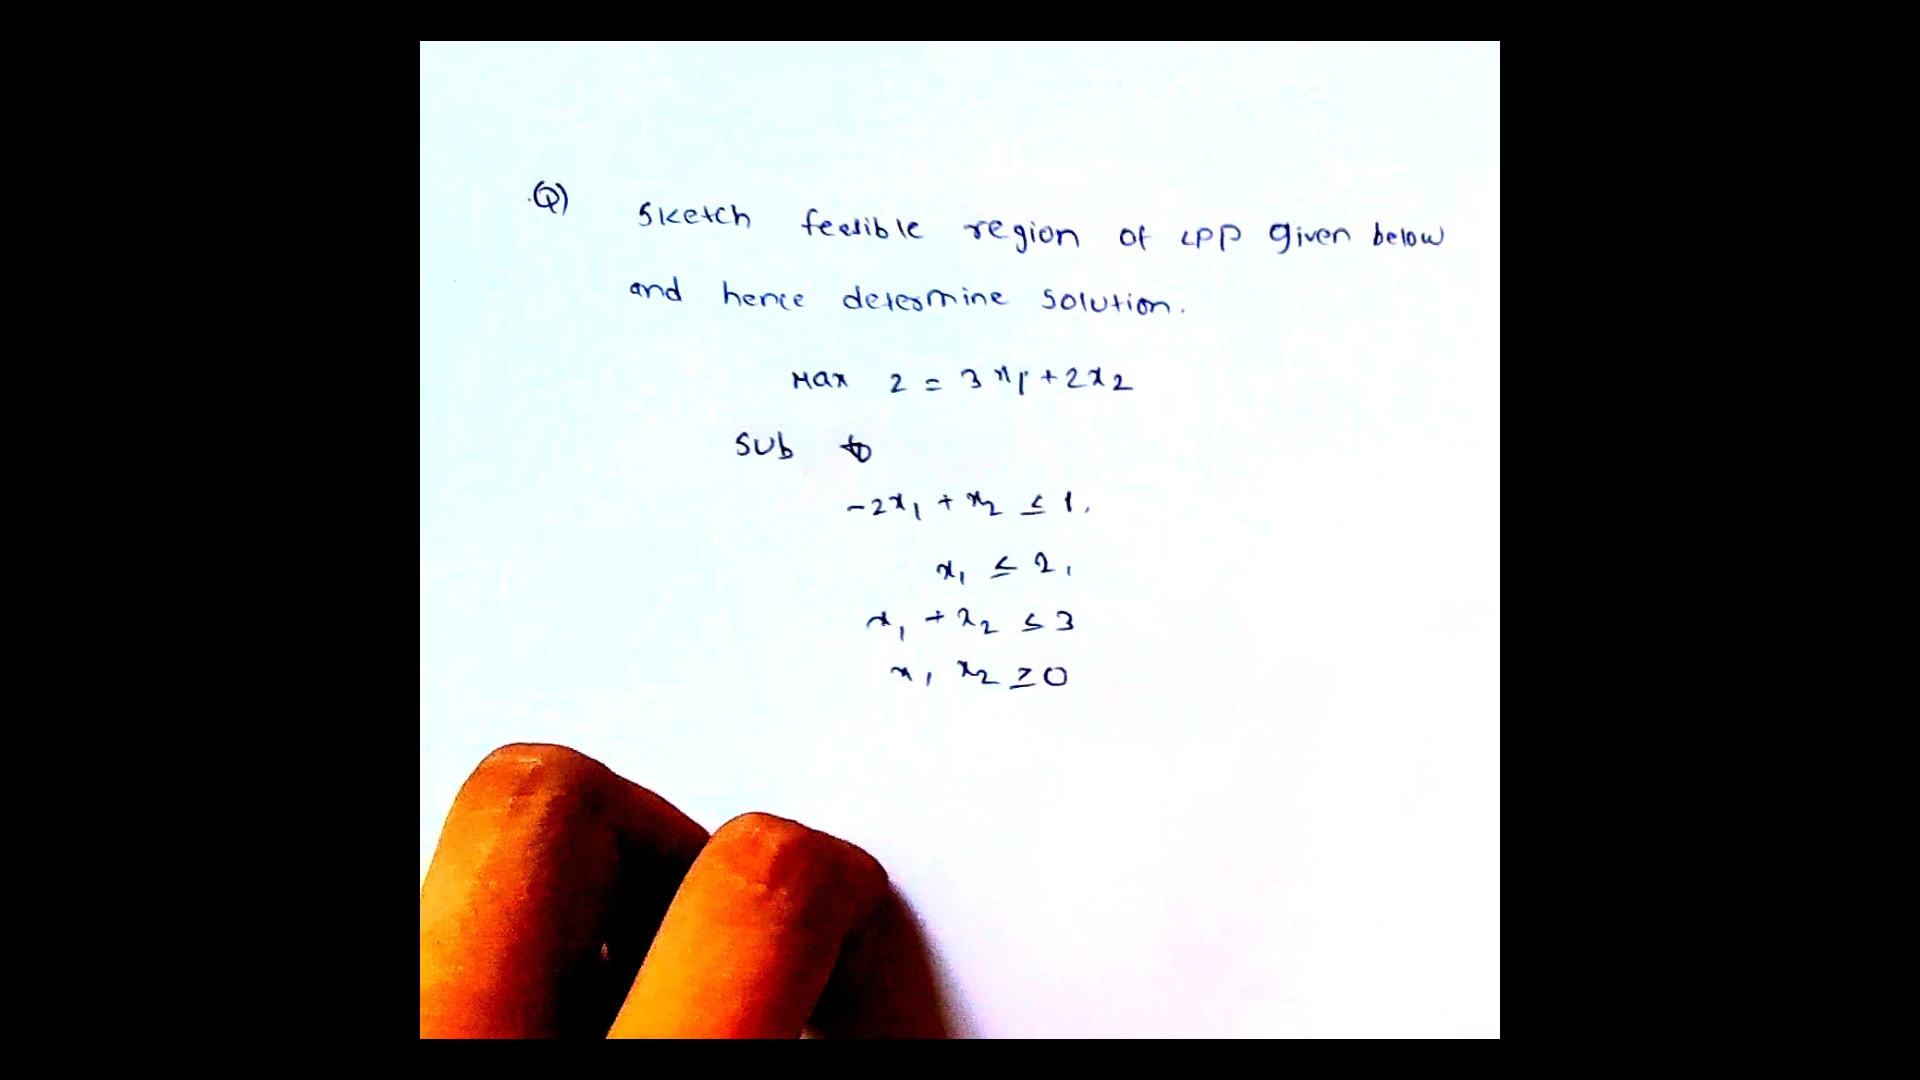 Q) Sketch feasible region of LPP given below
and hence determine solution.
Max Z = 3x₁ + 2x₂
Sub to
-2x₁ + x₂ ≤ 1,
x₁ ≤ 2,
x₁ + x₂ ≤ 3
x₁ x₂ ≥ 0